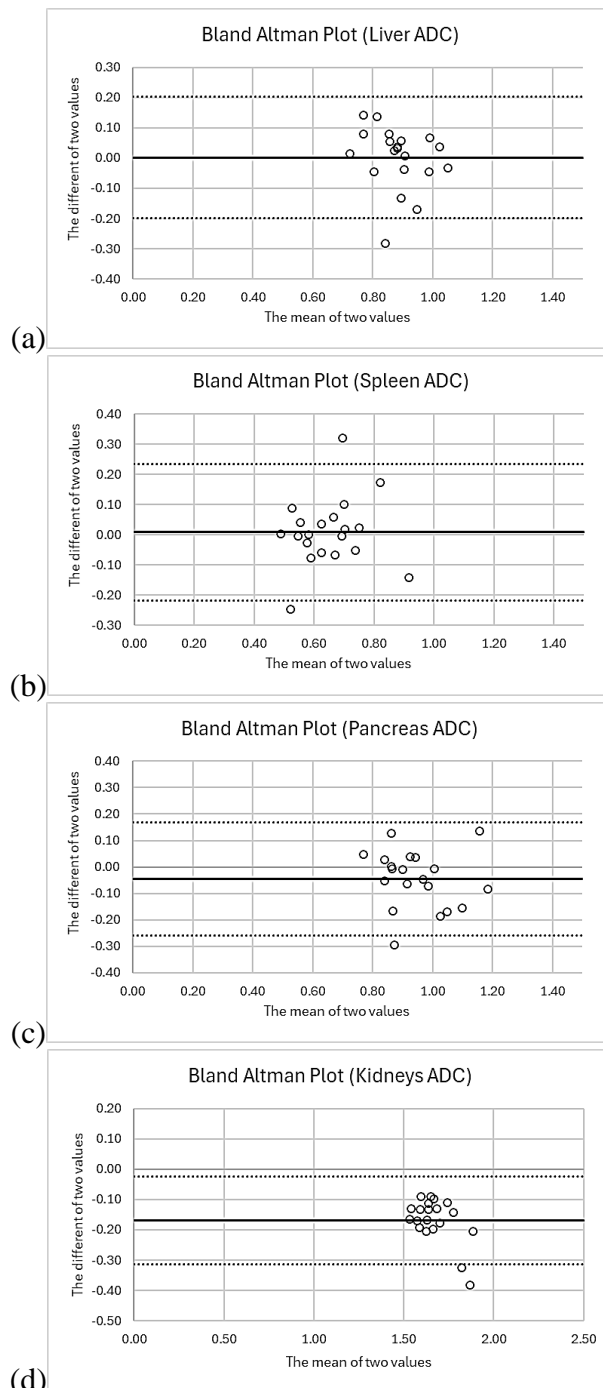 Bland Altman Plot (Liver ADC)
The different of two values
0.30
0.20
0.10
0.00
-0.10
-0.20
-0.30
-0.40
0.00 0.20 0.40 0.60 0.80 1.00 1.20 1.40
The mean of two values
(a)
Bland Altman Plot (Spleen ADC)
The different of two values
0.40
0.30
0.20
0.10
0.00
-0.10
-0.20
-0.30
0.00 0.20 0.40 0.60 0.80 1.00 1.20 1.40
The mean of two values
(b)
Bland Altman Plot (Pancreas ADC)
The different of two values
0.40
0.30
0.20
0.10
0.00
-0.10
-0.20
-0.30
-0.40
0.00 0.20 0.40 0.60 0.80 1.00 1.20 1.40
The mean of two values
(c)
Bland Altman Plot (Kidneys ADC)
The different of two values
0.20
0.10
0.00
-0.10
-0.20
-0.30
-0.40
-0.50
0.00 0.50 1.00 1.50 2.00 2.50
The mean of two values
(d)